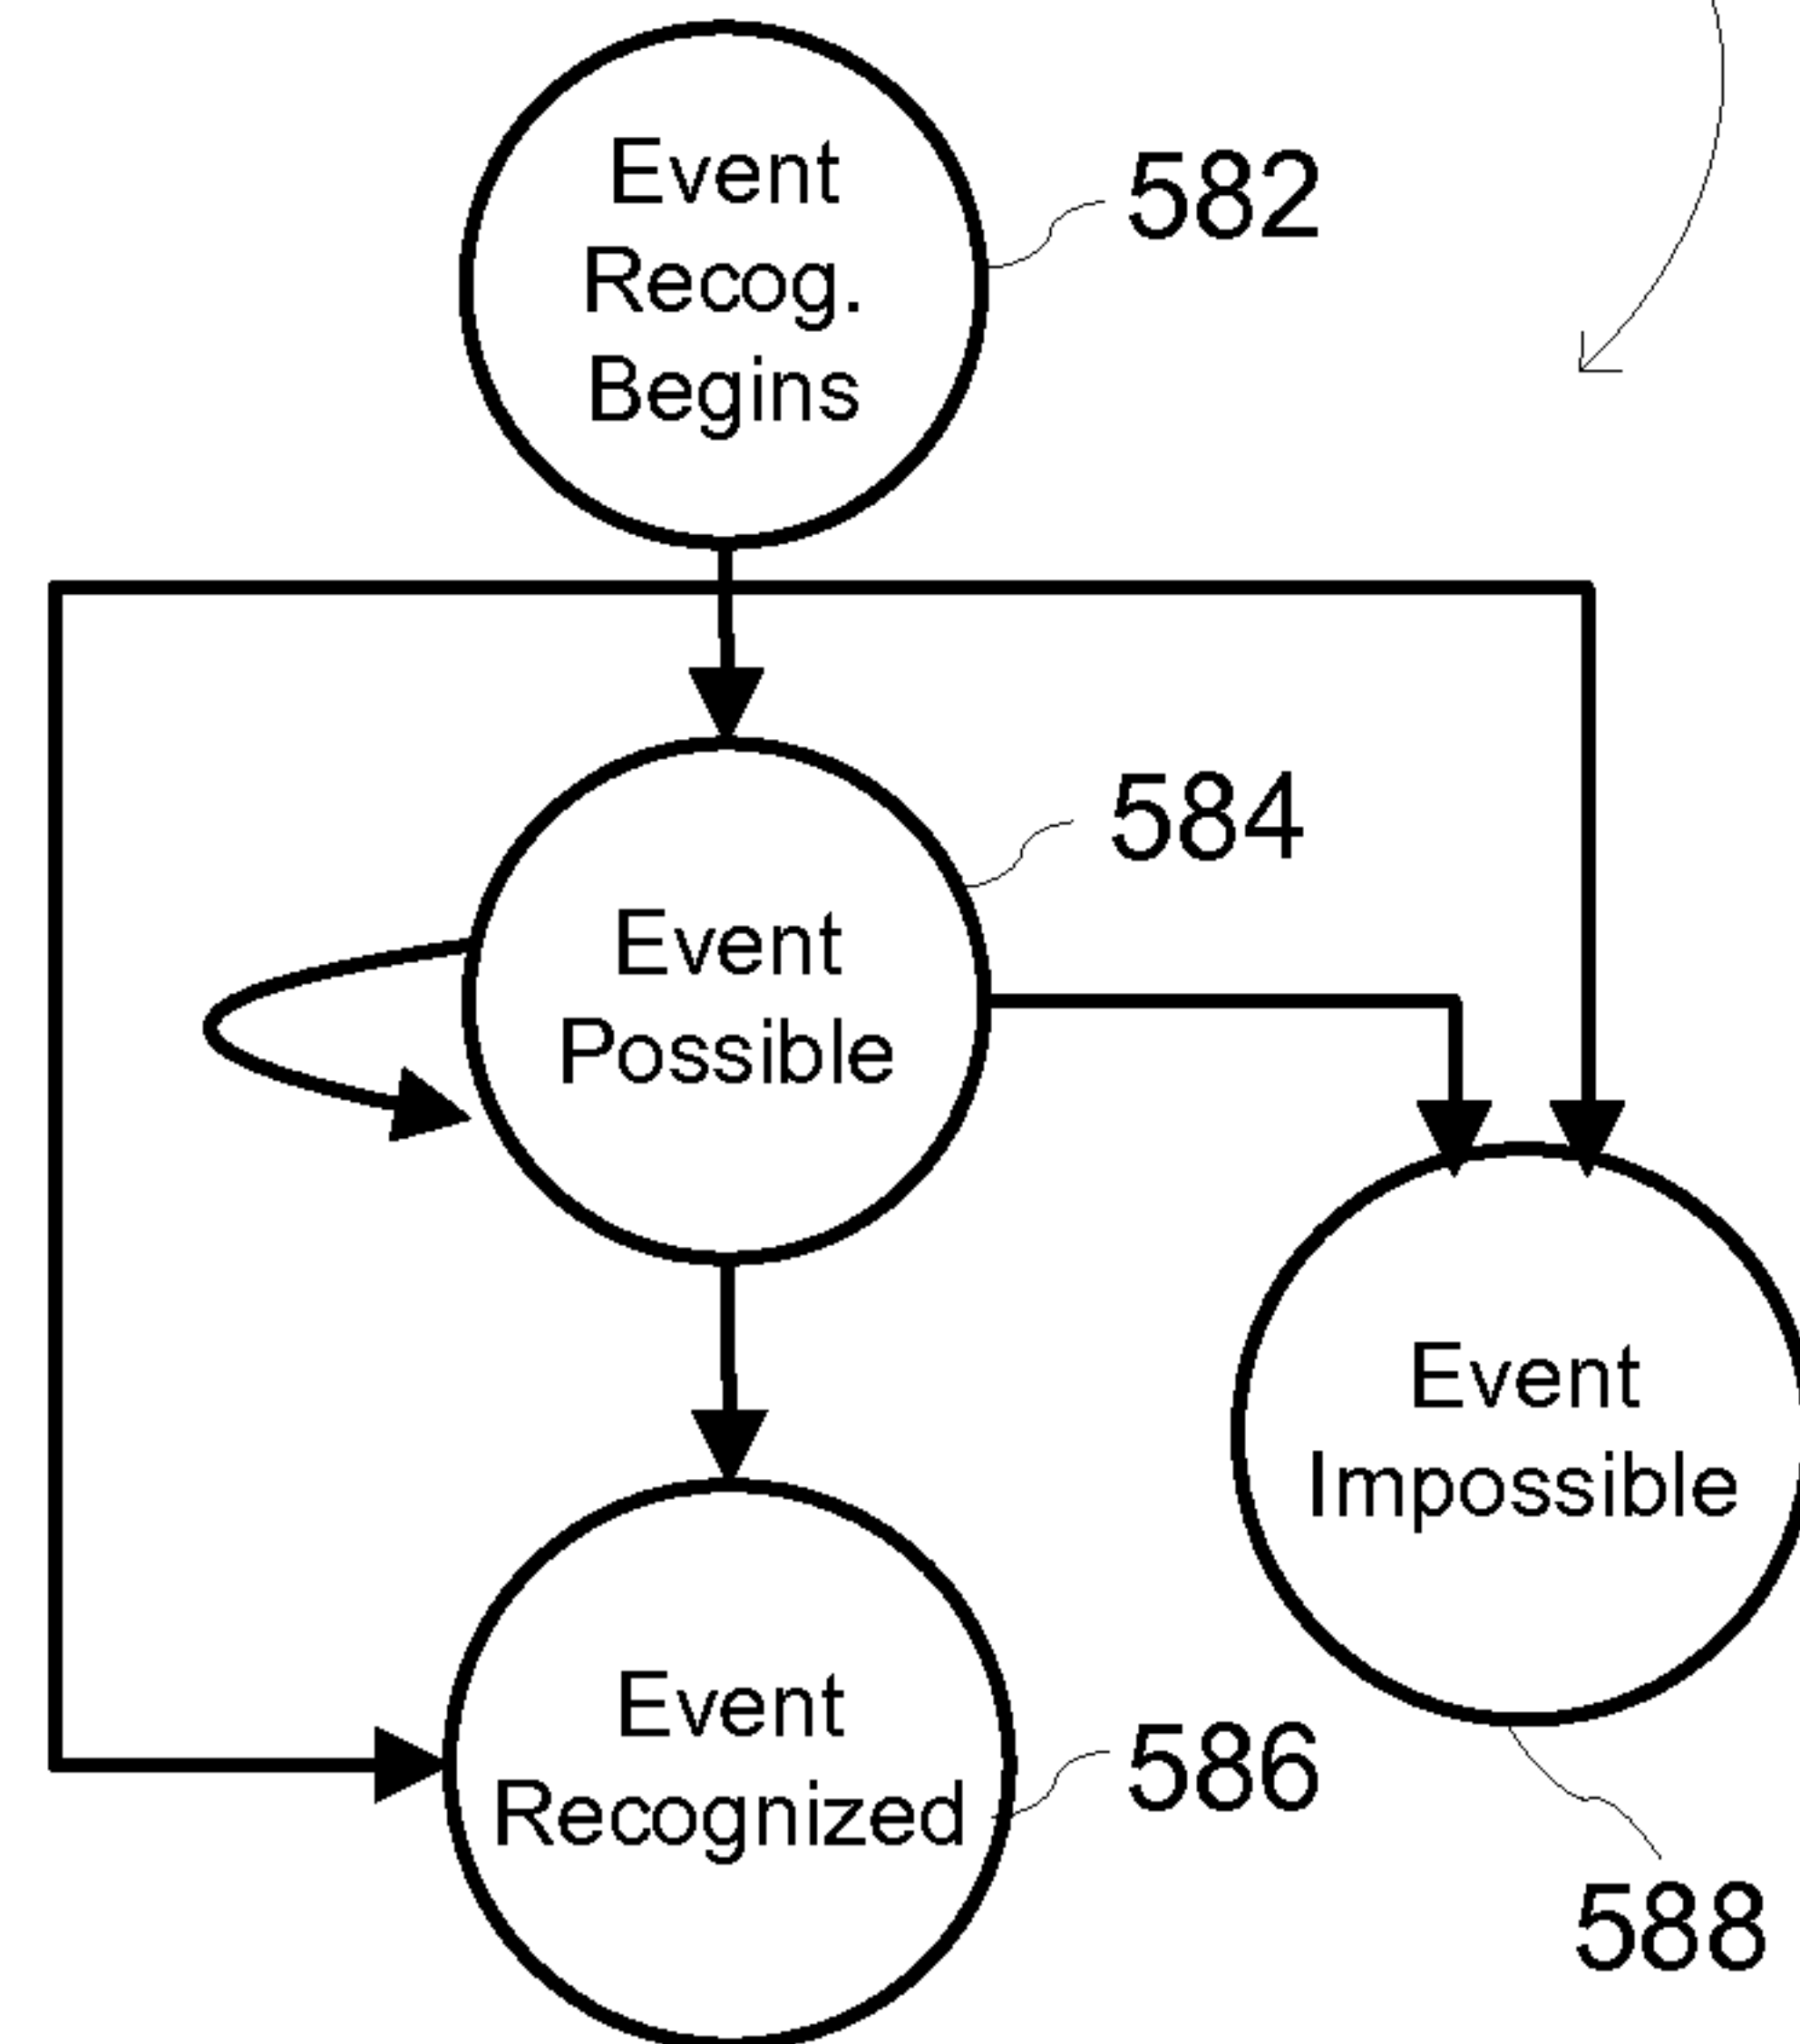 Event
Recog.
Begins
582
584
Event
Possible
Event
Impossible
Event
Recognized
586
588